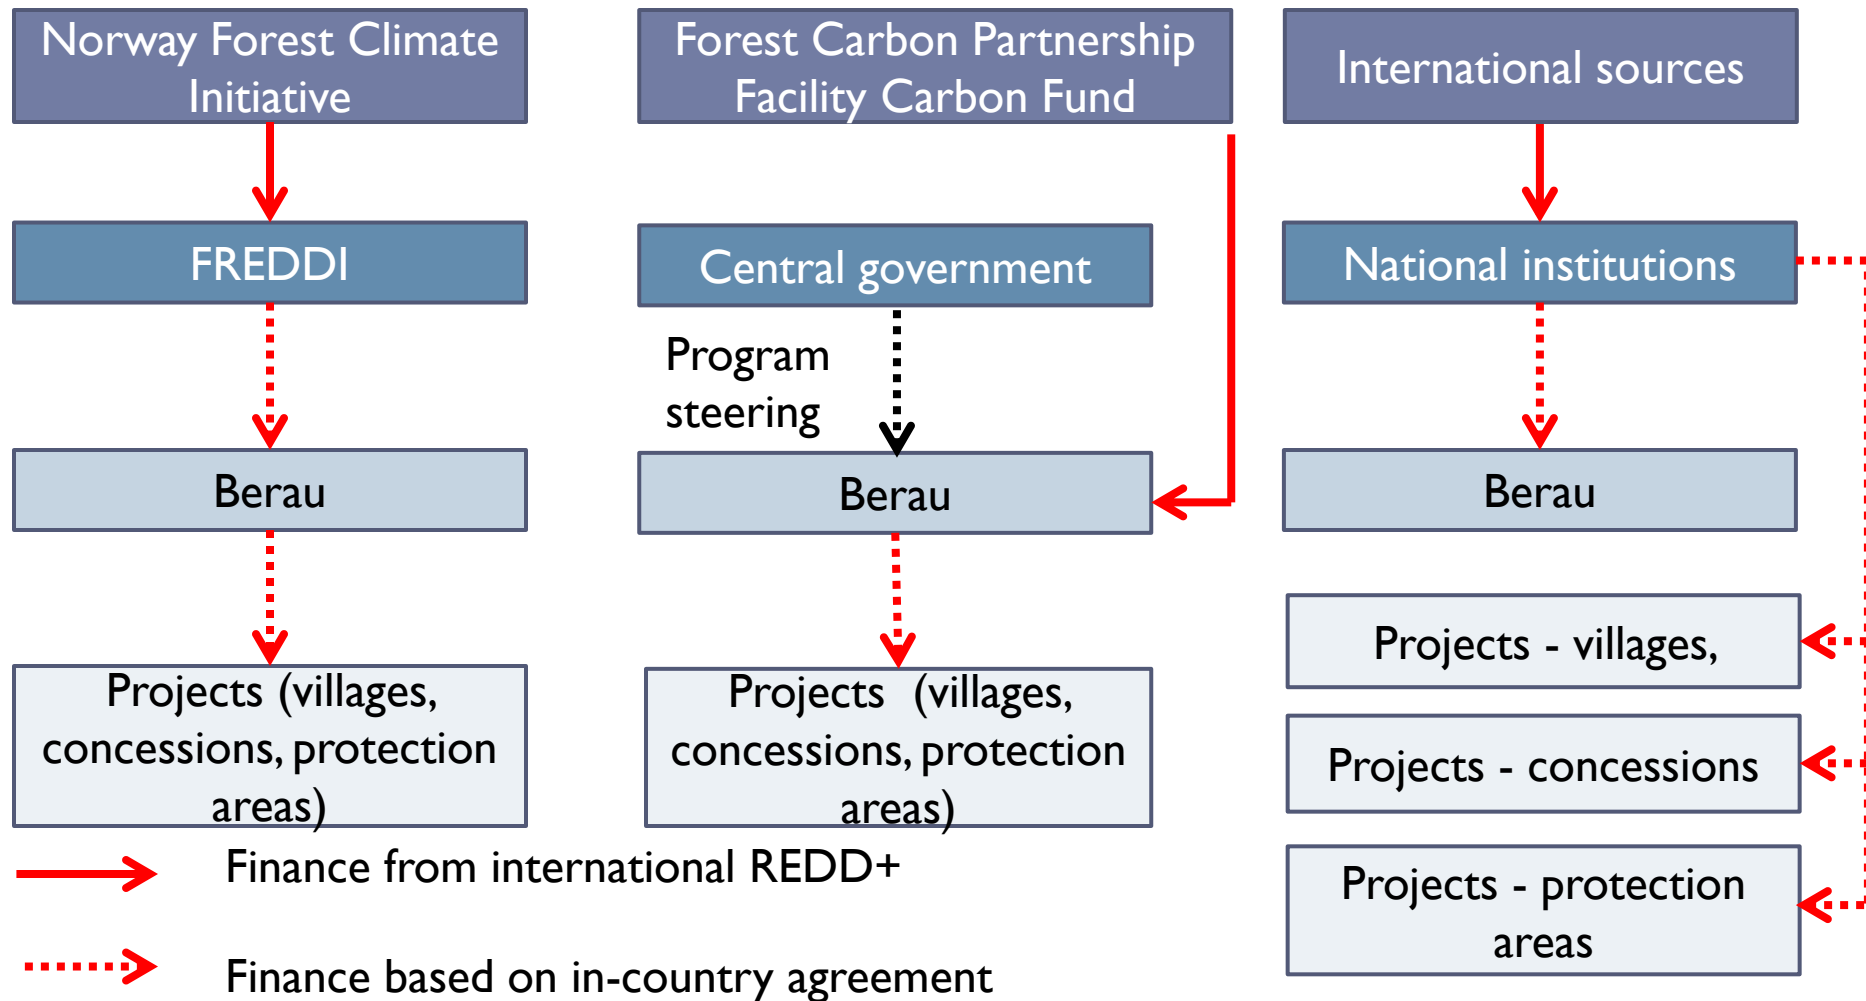 Norway Forest Climate
Initiative
Forest Carbon Partnership
Facility Carbon Fund
International sources
FREDDI
Central government
National institutions
Program
steering
Berau
Berau
Berau
Projects (villages,
concessions, protection
areas)
Projects (villages,
concessions, protection
areas)
Projects - villages,
Projects - concessions
Projects - protection
areas
Finance from international REDD+
Finance based on in-country agreement